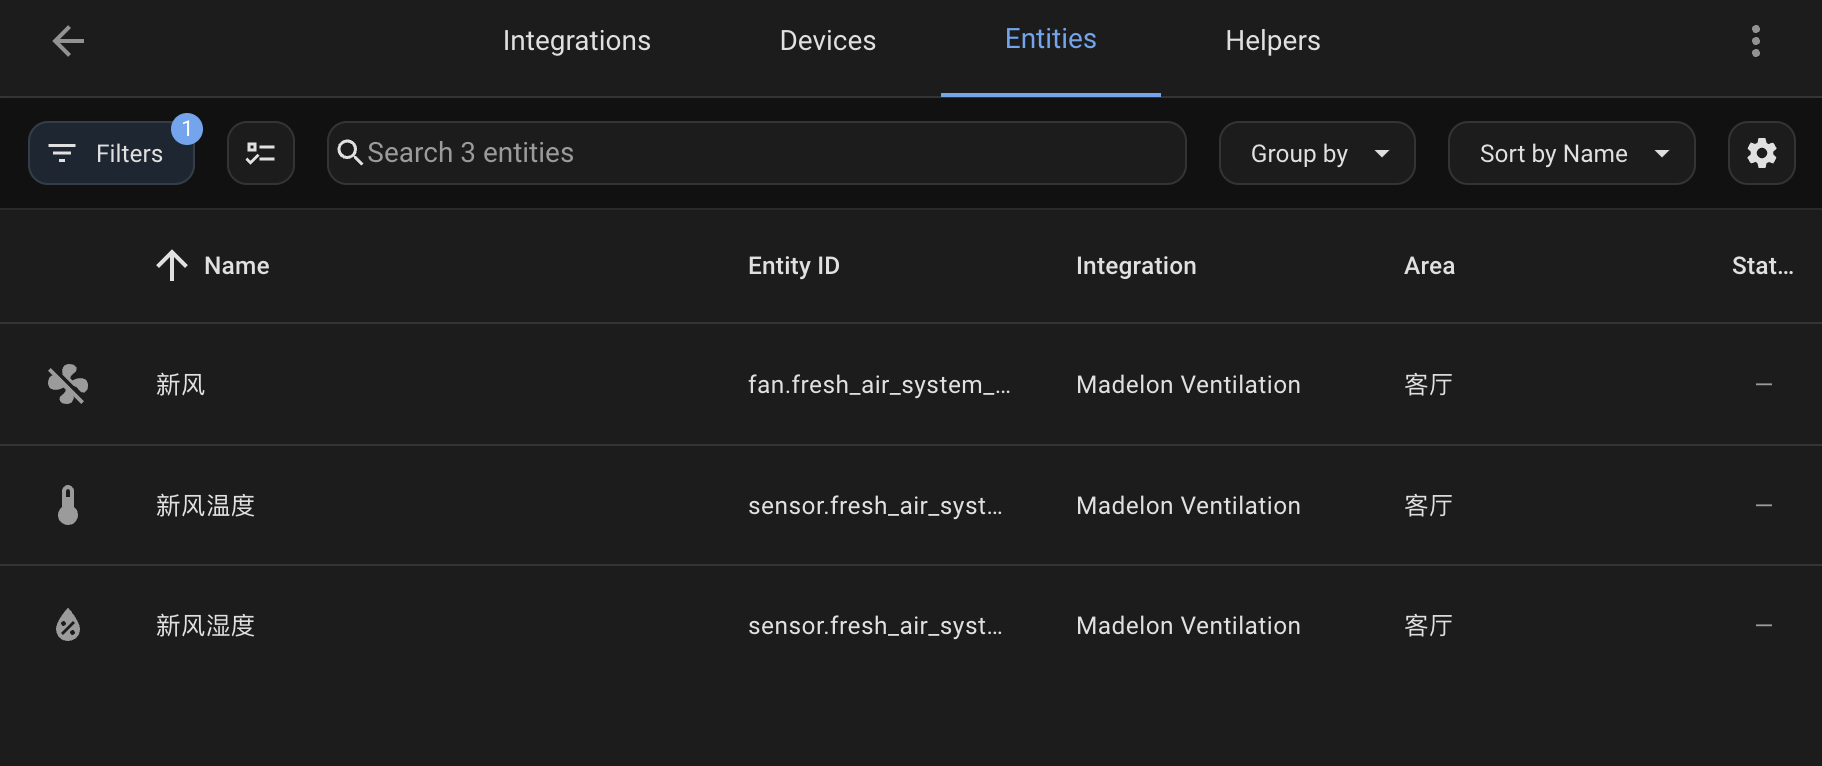 Integrations Devices Entities Helpers
Filters 1 Search 3 entities Group by Sort by Name
Name Entity ID Integration Area Stat...
新风 fan.fresh_air_system_... Madelon Ventilation 客厅 —
新风温度 sensor.fresh_air_syst... Madelon Ventilation 客厅 —
新风湿度 sensor.fresh_air_syst... Madelon Ventilation 客厅 —